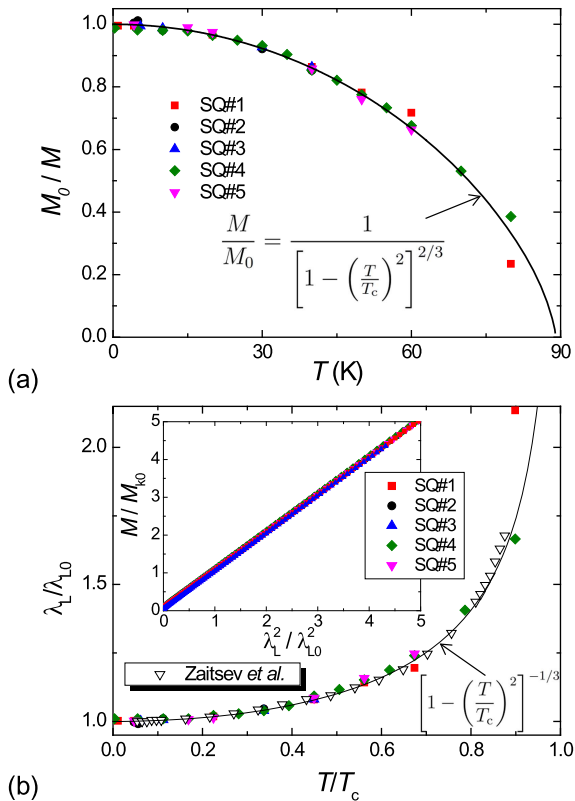 1.0
0.8
0.6
0.4
0.2
0.0
M0 / M
SQ#1
SQ#2
SQ#3
SQ#4
SQ#5
M/M0 = 1/[1 − (T/Tc)^2]^2/3
0 30 60 90
T (K)
(a)
2.0
1.5
1.0
λL/λL0
5
4
3
2
1
0
M / Mk0
0 1 2 3 4 5
λL^2 / λL0^2
SQ#1
SQ#2
SQ#3
SQ#4
SQ#5
Zaitsev et al.
[1 − (T/Tc)^2]^−1/3
0.0 0.2 0.4 0.6 0.8 1.0
T/Tc
(b)